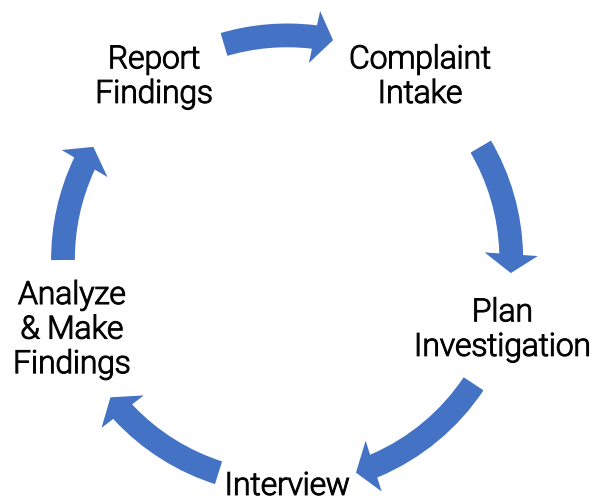 Report
Findings
Complaint
Intake
Plan
Investigation
Interview
Analyze
& Make
Findings